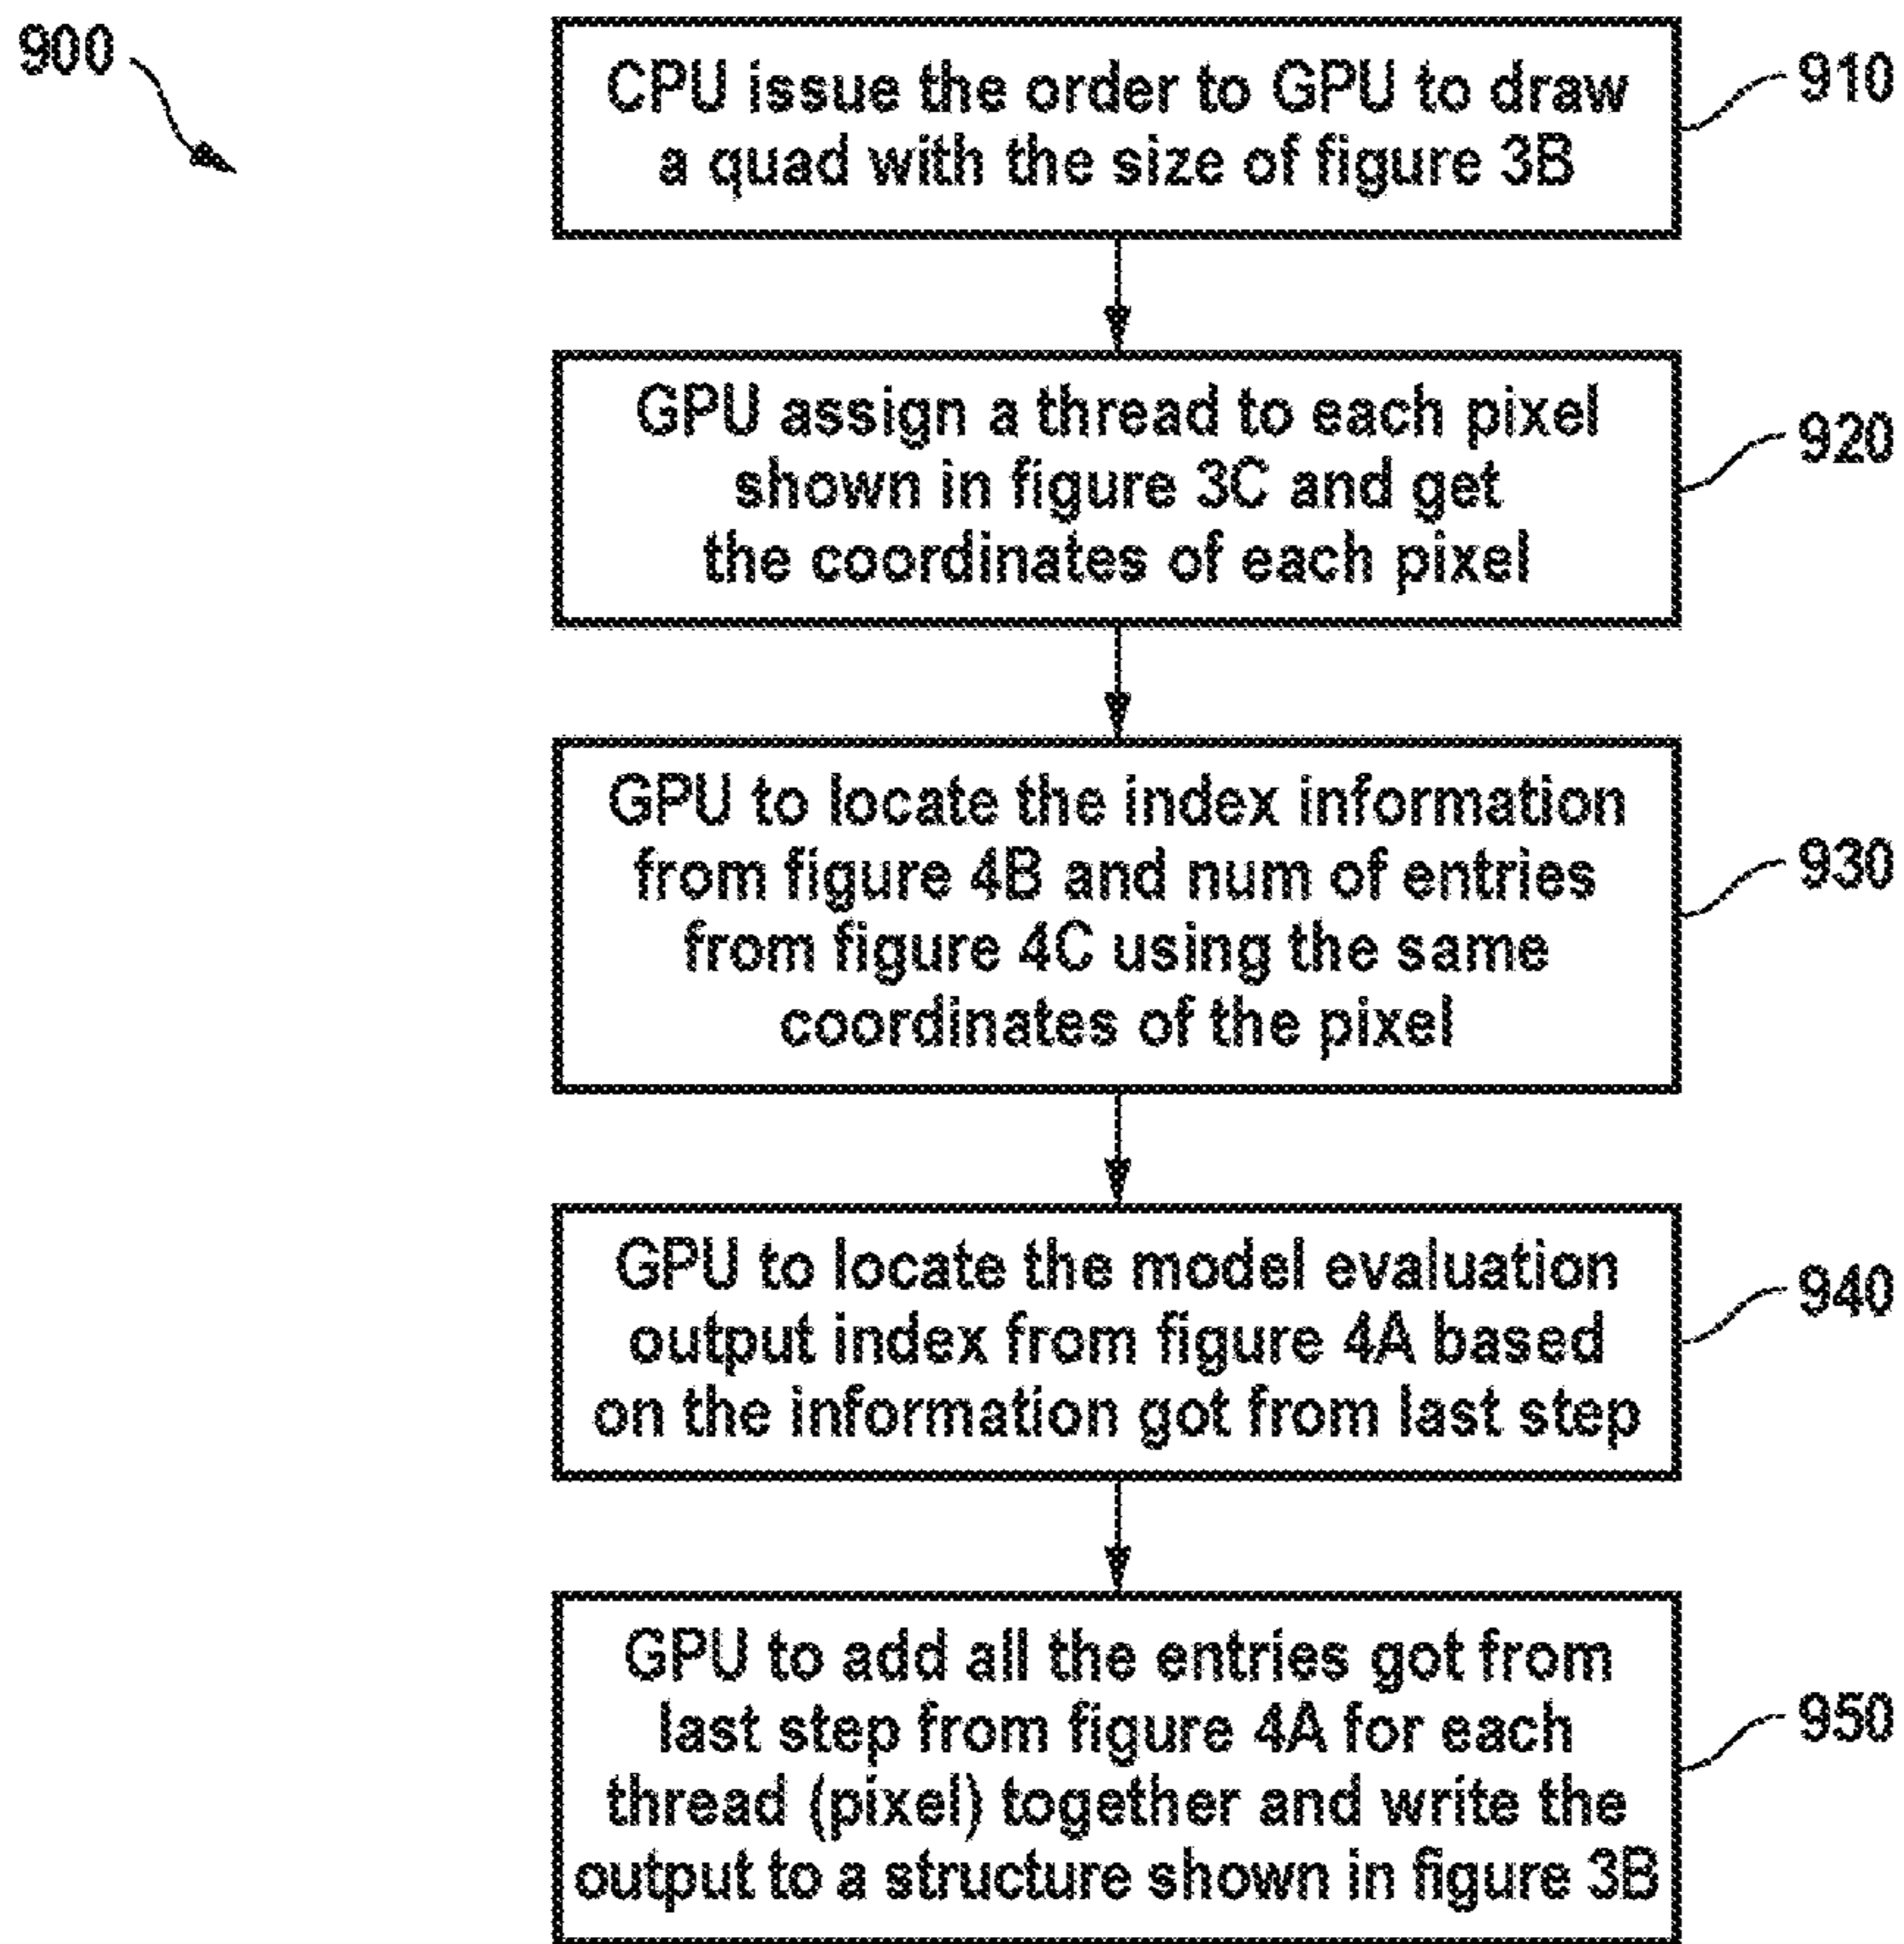 900
CPU issue the order to GPU to draw
a quad with the size of figure 3B
910
GPU assign a thread to each pixel
shown in figure 3C and get
the coordinates of each pixel
920
GPU to locate the index information
from figure 4B and num of entries
from figure 4C using the same
coordinates of the pixel
930
GPU to locate the model evaluation
output index from figure 4A based
on the information got from last step
940
GPU to add all the entries got from
last step from figure 4A for each
thread (pixel) together and write the
output to a structure shown in figure 3B
950